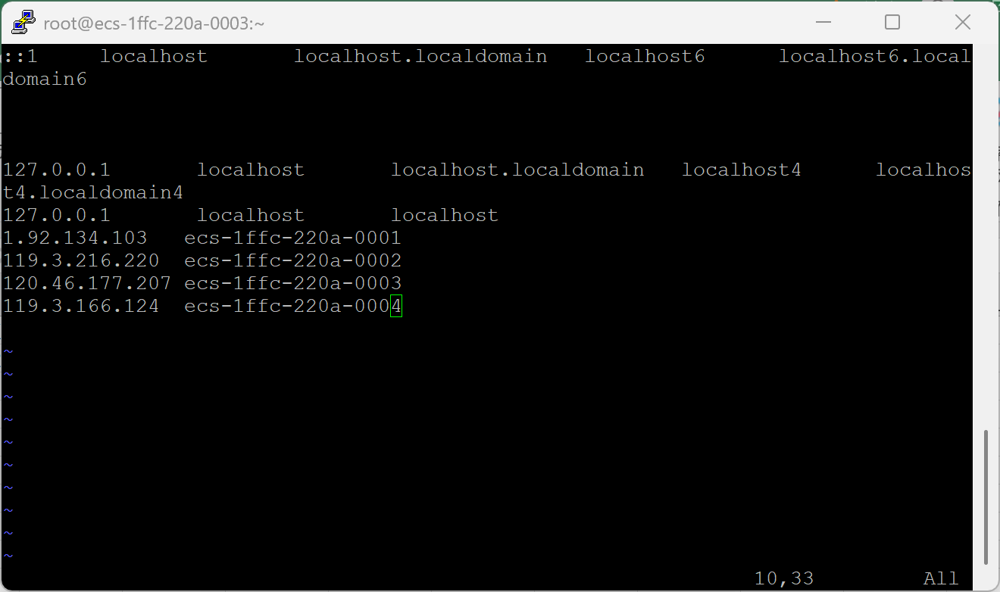 root@ecs-1ffc-220a-0003:~
::1     localhost       localhost.localdomain   localhost6      localhost6.local
domain6
127.0.0.1       localhost       localhost.localdomain   localhost4      localhos
t4.localdomain4
127.0.0.1       localhost       localhost
1.92.134.103   ecs-1ffc-220a-0001
119.3.216.220  ecs-1ffc-220a-0002
120.46.177.207 ecs-1ffc-220a-0003
119.3.166.124  ecs-1ffc-220a-0004
~
~
~
~
~
~
~
~
~
~
10,33         All